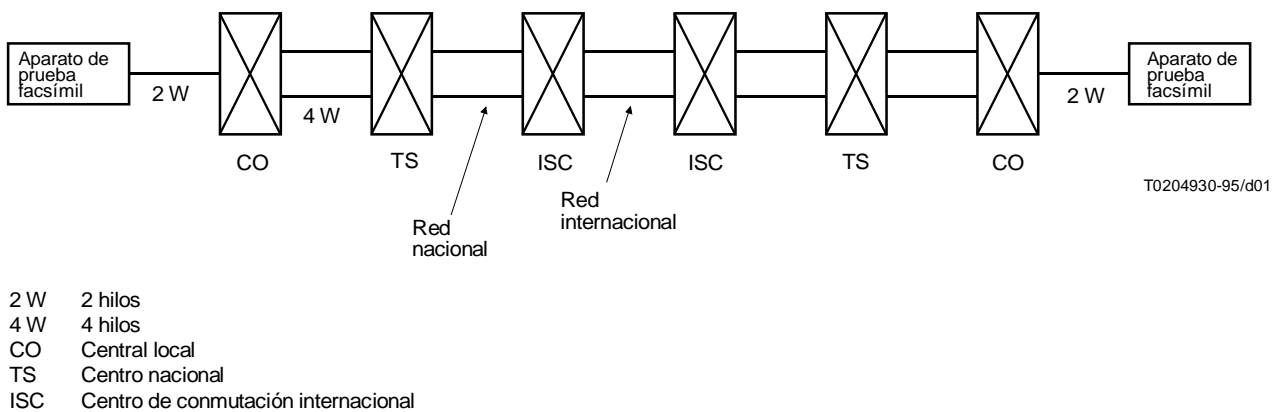 Aparato de
prueba
facsímil
2 W
CO
4 W
TS
Red
nacional
ISC
Red
internacional
ISC
TS
CO
2 W
Aparato de
prueba
facsímil
T0204930-95/d01
2 W 2 hilos
4 W 4 hilos
CO Central local
TS Centro nacional
ISC Centro de conmutación internacional